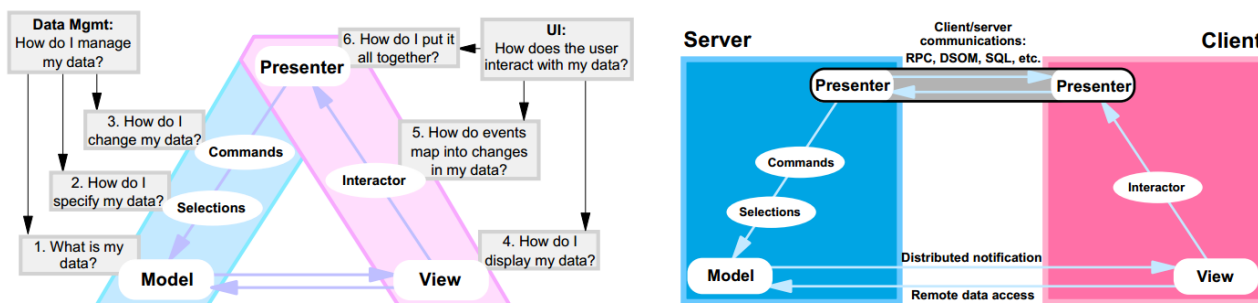 Data Mgmt:
How do I manage
my data?
6. How do I put it
all together?
UI:
How does the user
interact with my data?
Presenter
3. How do I
change my data?
5. How do events
map into changes
in my data?
Commands
Interactor
2. How do I
specify my data?
Selections
1. What is my
data?
4. How do I
display my data?
Model
View
Server
Client/server
communications:
RPC, DSOM, SQL, etc.
Client
Presenter
Presenter
Commands
Interactor
Selections
Distributed notification
Model
View
Remote data access